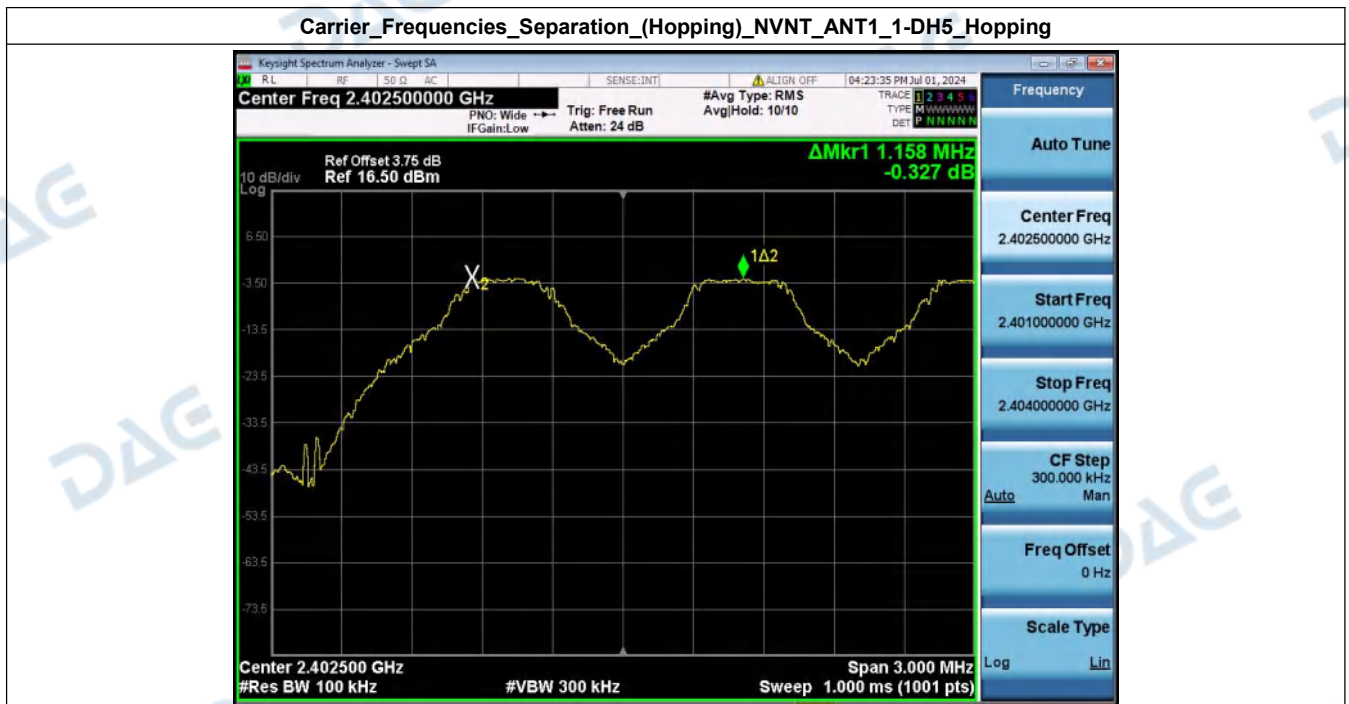 Carrier_Frequencies_Separation_(Hopping)_NVNT_ANT1_1-DH5_Hopping
Keysight Spectrum Analyzer - Swept SA
LXI RL RF 50 Ω AC SENSE:INT ALIGN OFF 04:23:35 PM Jul 01, 2024
Center Freq 2.402500000 GHz
PNO: Wide
IFGain:Low
Trig: Free Run
Atten: 24 dB
#Avg Type: RMS
Avg|Hold: 10/10
TRACE 1 2 3 4 5 6
TYPE M WWWWW
DET P N N N N N
ΔMkr1 1.158 MHz
-0.327 dB
Ref Offset 3.75 dB
10 dB/div Ref 16.50 dBm
Log
6.50
-3.50
-13.5
-23.5
-33.5
-43.5
-53.5
-63.5
-73.5
X2
1Δ2
Center 2.402500 GHz Span 3.000 MHz
#Res BW 100 kHz #VBW 300 kHz Sweep 1.000 ms (1001 pts)
Frequency
Auto Tune
Center Freq
2.402500000 GHz
Start Freq
2.401000000 GHz
Stop Freq
2.404000000 GHz
CF Step
300.000 kHz
Auto Man
Freq Offset
0 Hz
Scale Type
Log Lin
DAE
DAE